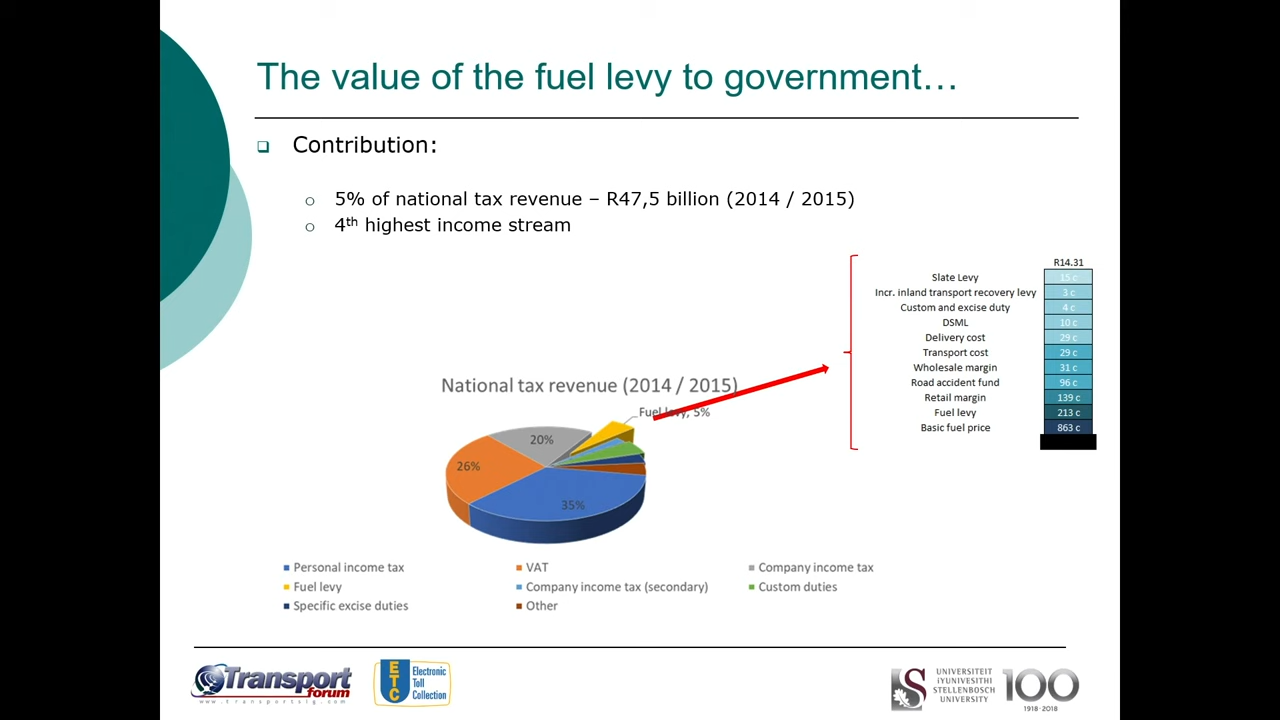 The value of the fuel levy to government…
Contribution:
5% of national tax revenue – R47,5 billion (2014 / 2015)
4th highest income stream
R14.31
Slate Levy 15 c
Incr. inland transport recovery levy 3 c
Custom and excise duty 4 c
DSML 10 c
Delivery cost 29 c
Transport cost 29 c
Wholesale margin 31 c
Road accident fund 96 c
Retail margin 139 c
Fuel levy 213 c
Basic fuel price 863 c
National tax revenue (2014 / 2015)
Fuel levy, 5%
20%
26%
35%
Personal income tax VAT Company income tax
Fuel levy Company income tax (secondary) Custom duties
Specific excise duties Other
Transport
forum
www.transportsig.com
ETC
Electronic
Toll
Collection
UNIVERSITEIT
iYUNIVESITHI
STELLENBOSCH
UNIVERSITY
100
1918·2018